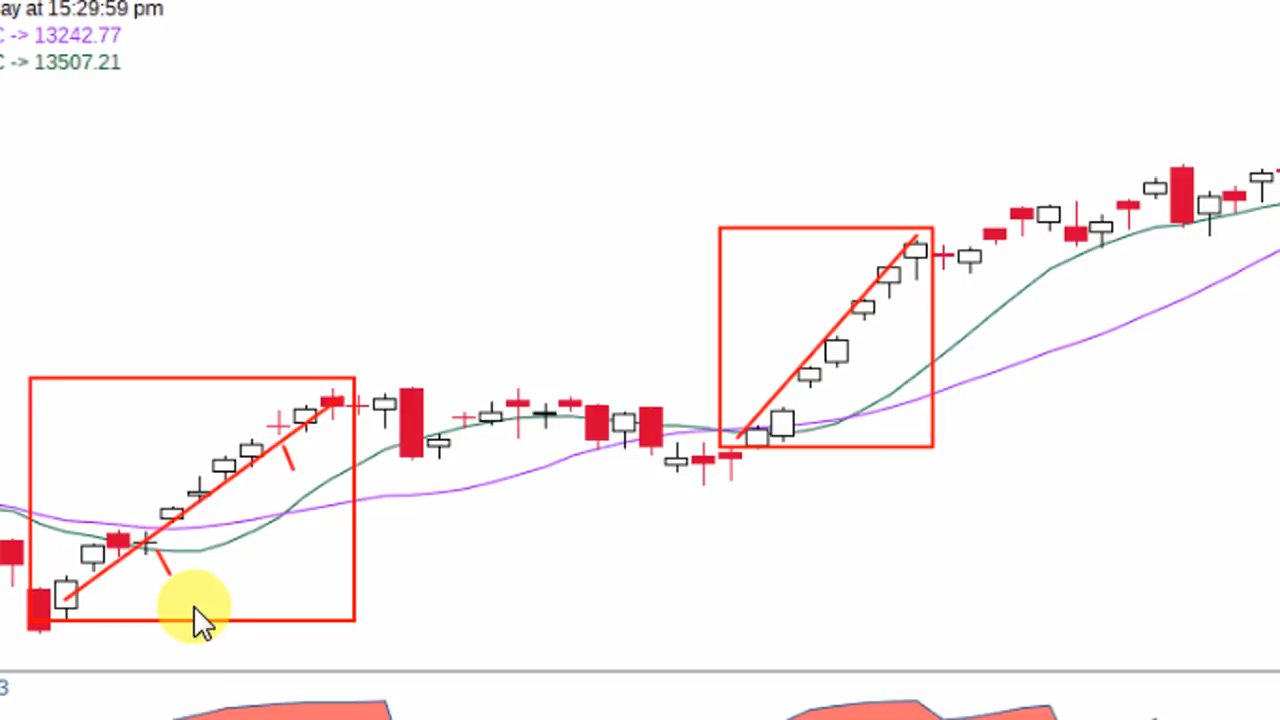 ay at 15:29:59 pm
C -> 13242.77
C -> 13507.21
3